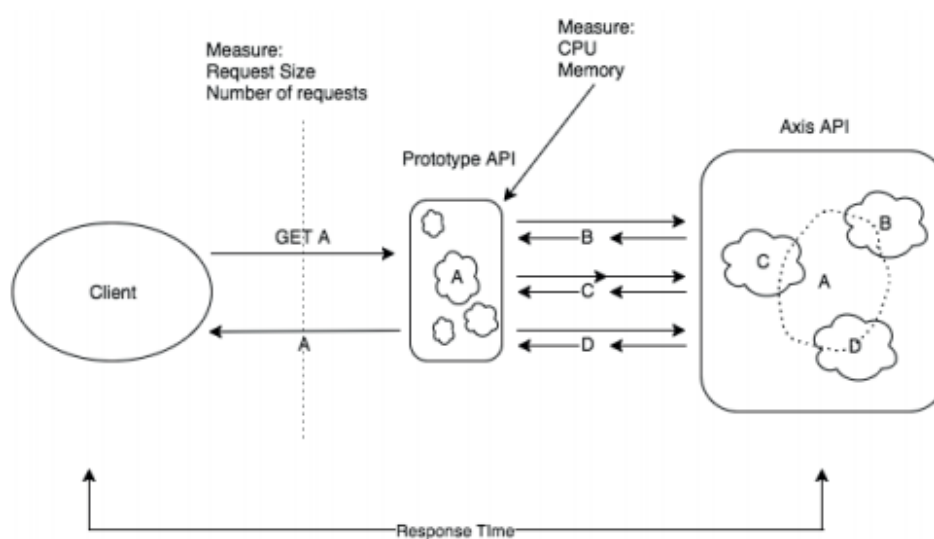 Measure:
Request Size
Number of requests
Measure:
CPU
Memory
Axis API
Prototype API
GET A
Client
A
A
B
C
D
B
C
A
D
Response TIme